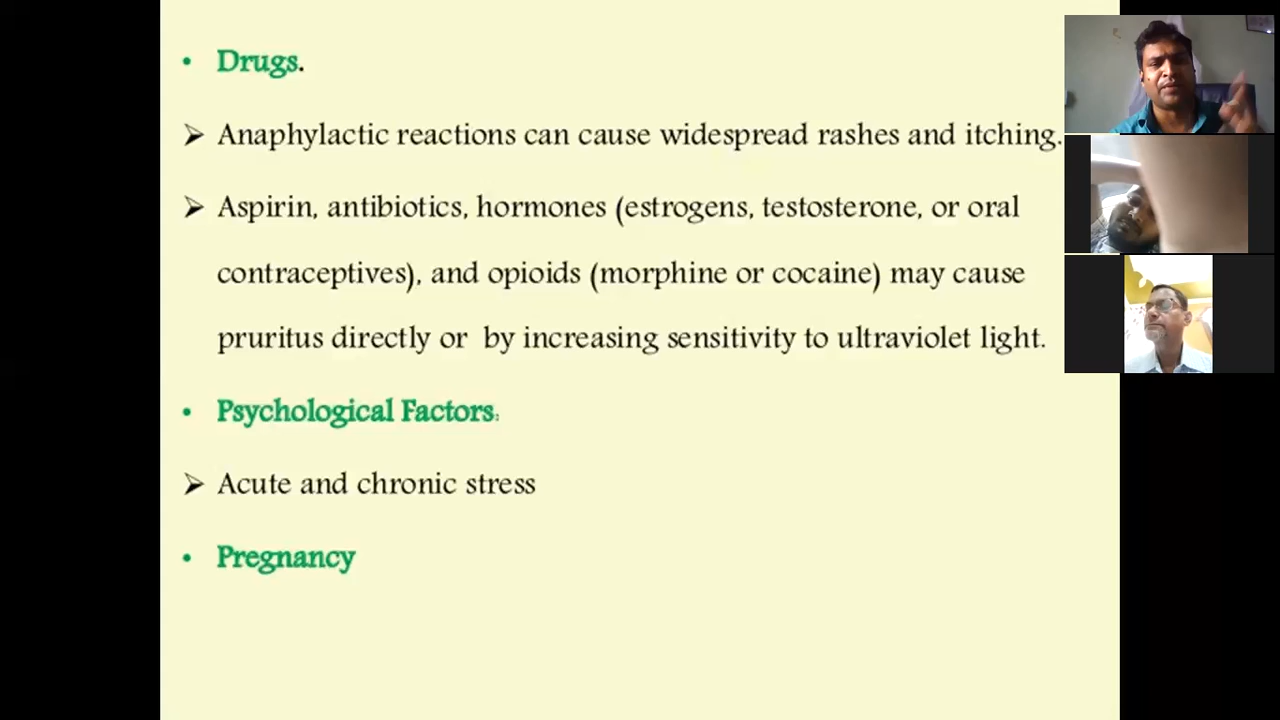 • Drugs.
➢ Anaphylactic reactions can cause widespread rashes and itching.
➢ Aspirin, antibiotics, hormones (estrogens, testosterone, or oral
contraceptives), and opioids (morphine or cocaine) may cause
pruritus directly or by increasing sensitivity to ultraviolet light.
• Psychological Factors:
➢ Acute and chronic stress
• Pregnancy